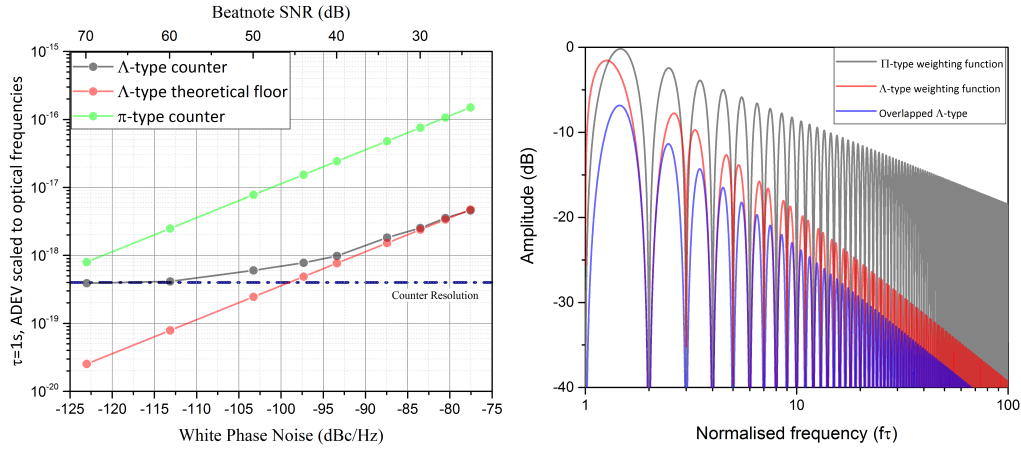 Beatnote SNR (dB)
70 60 50 40 30
10-15
10-16
10-17
10-18
10-19
10-20
τ=1s, ADEV scaled to optical frequencies
Λ-type counter
Λ-type theoretical floor
π-type counter
Counter Resolution
-125 -120 -115 -110 -105 -100 -95 -90 -85 -80 -75
White Phase Noise (dBc/Hz)
0
-10
-20
-30
-40
Amplitude (dB)
Π-type weighting function
Λ-type weighting function
Overlapped Λ-type
1 10 100
Normalised frequency (fτ)